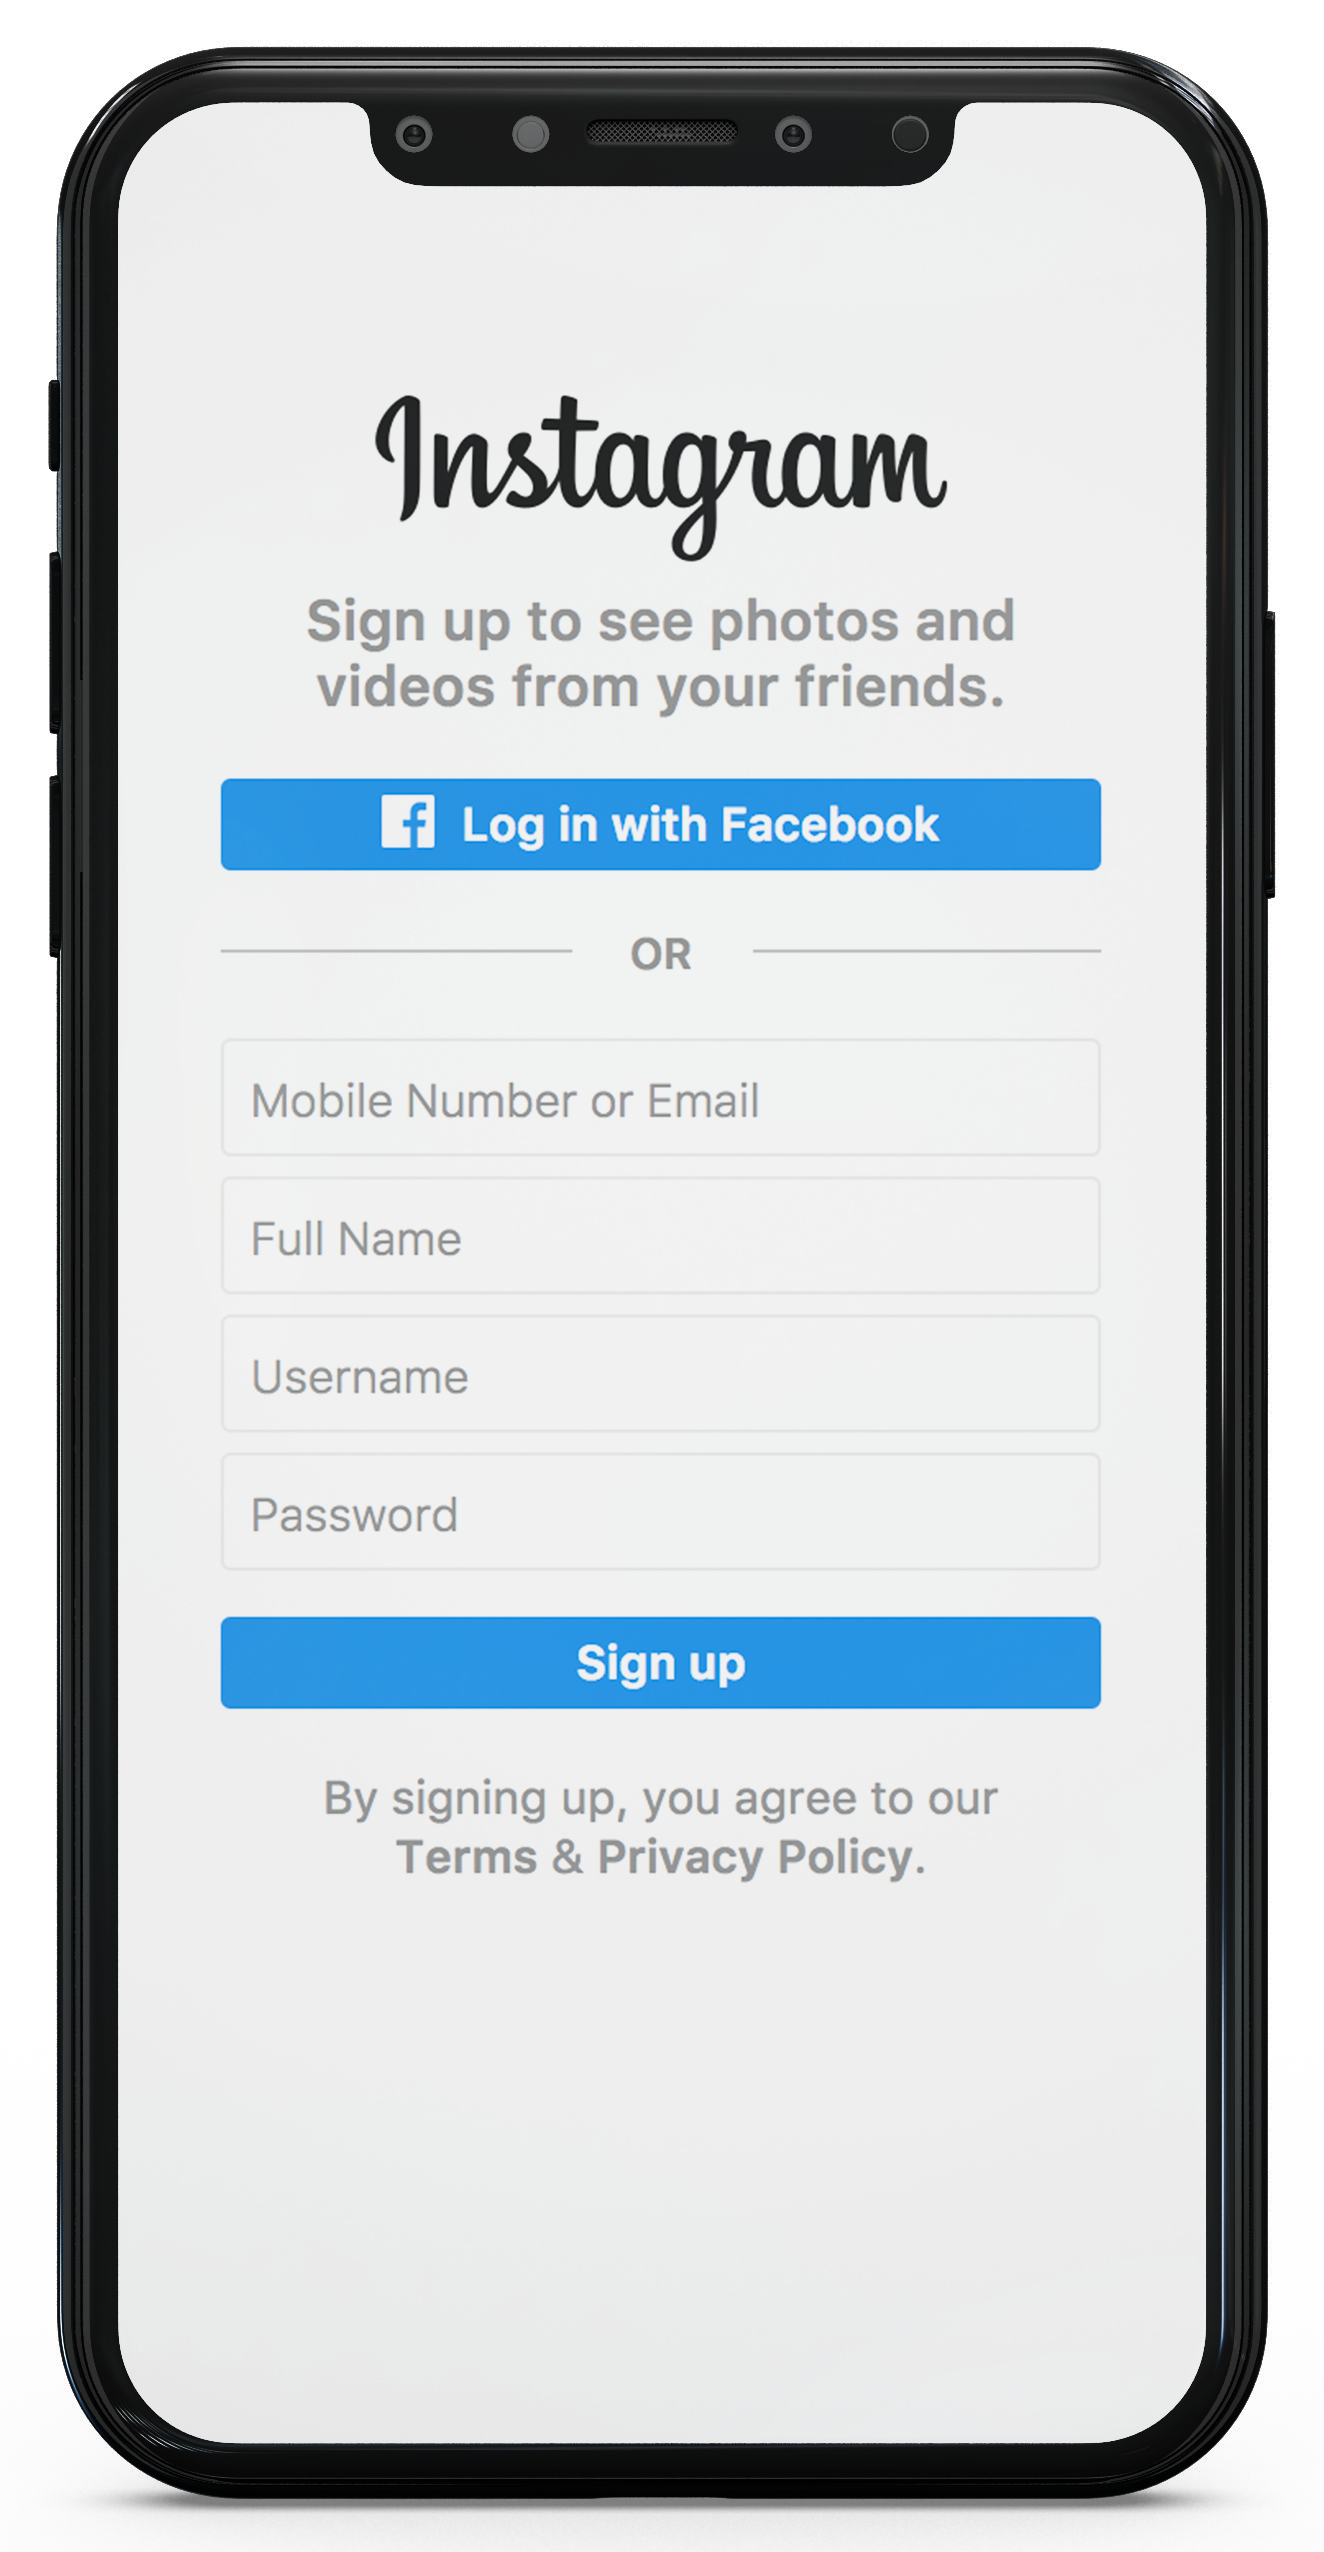 Instagram
Sign up to see photos and
videos from your friends.
f Log in with Facebook
OR
Mobile Number or Email
Full Name
Username
Password
Sign up
By signing up, you agree to our
Terms & Privacy Policy.